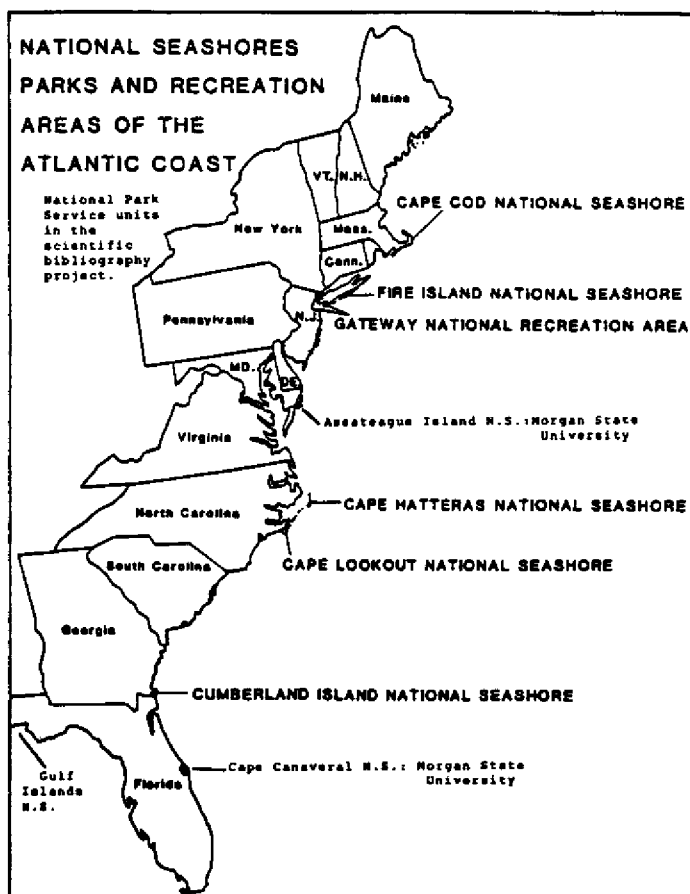 NATIONAL SEASHORES
PARKS AND RECREATION
AREAS OF THE
ATLANTIC COAST
National Park
Service units
in the
scientific
bibliography
project.
Maine
VT.
N.H.
CAPE COD NATIONAL SEASHORE
New York
Mass.
Conn.
FIRE ISLAND NATIONAL SEASHORE
Pennsylvania
N.J.
GATEWAY NATIONAL RECREATION AREA
MD.
DE.
Assateague Island N.S.:Morgan State
University
Virginia
North Carolina
CAPE HATTERAS NATIONAL SEASHORE
South Carolina
CAPE LOOKOUT NATIONAL SEASHORE
Georgia
CUMBERLAND ISLAND NATIONAL SEASHORE
Gulf
Islands
N.S.
Florida
Cape Canaveral N.S.: Morgan State
University